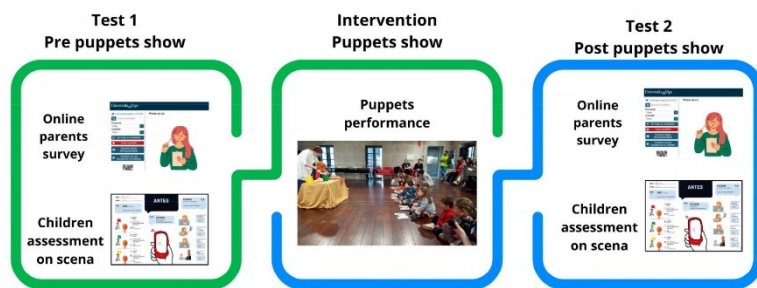 Test 1
Pre puppets show
Intervention
Puppets show
Test 2
Post puppets show
Online
parents
survey
Children
assessment
on scena
ANTES
Puppets
performance
Online
parents
survey
Children
assessment
on scena